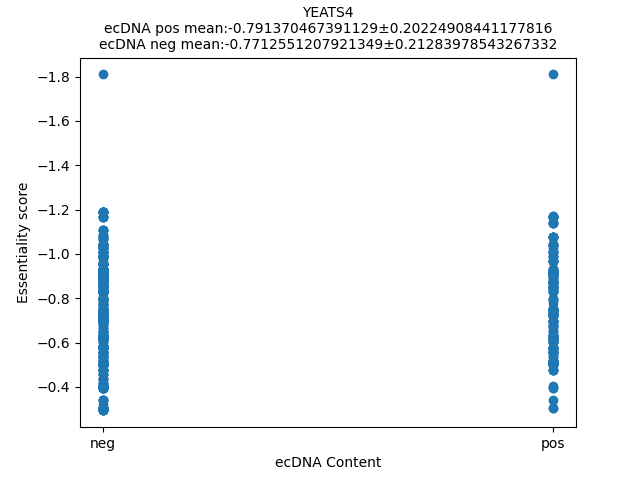 YEATS4
ecDNA pos mean:-0.791370467391129±0.20224908441177816
ecDNA neg mean:-0.7712551207921349±0.21283978543267332
−1.8
−1.6
−1.4
−1.2
−1.0
−0.8
−0.6
−0.4
Essentiality score
neg
pos
ecDNA Content